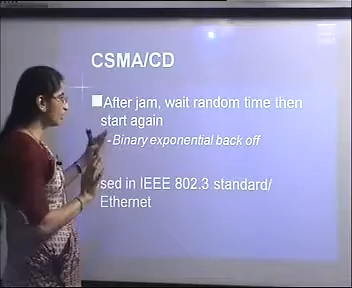 CSMA/CD
After jam, wait random time then
start again
- Binary exponential back off
sed in IEEE 802.3 standard/
Ethernet